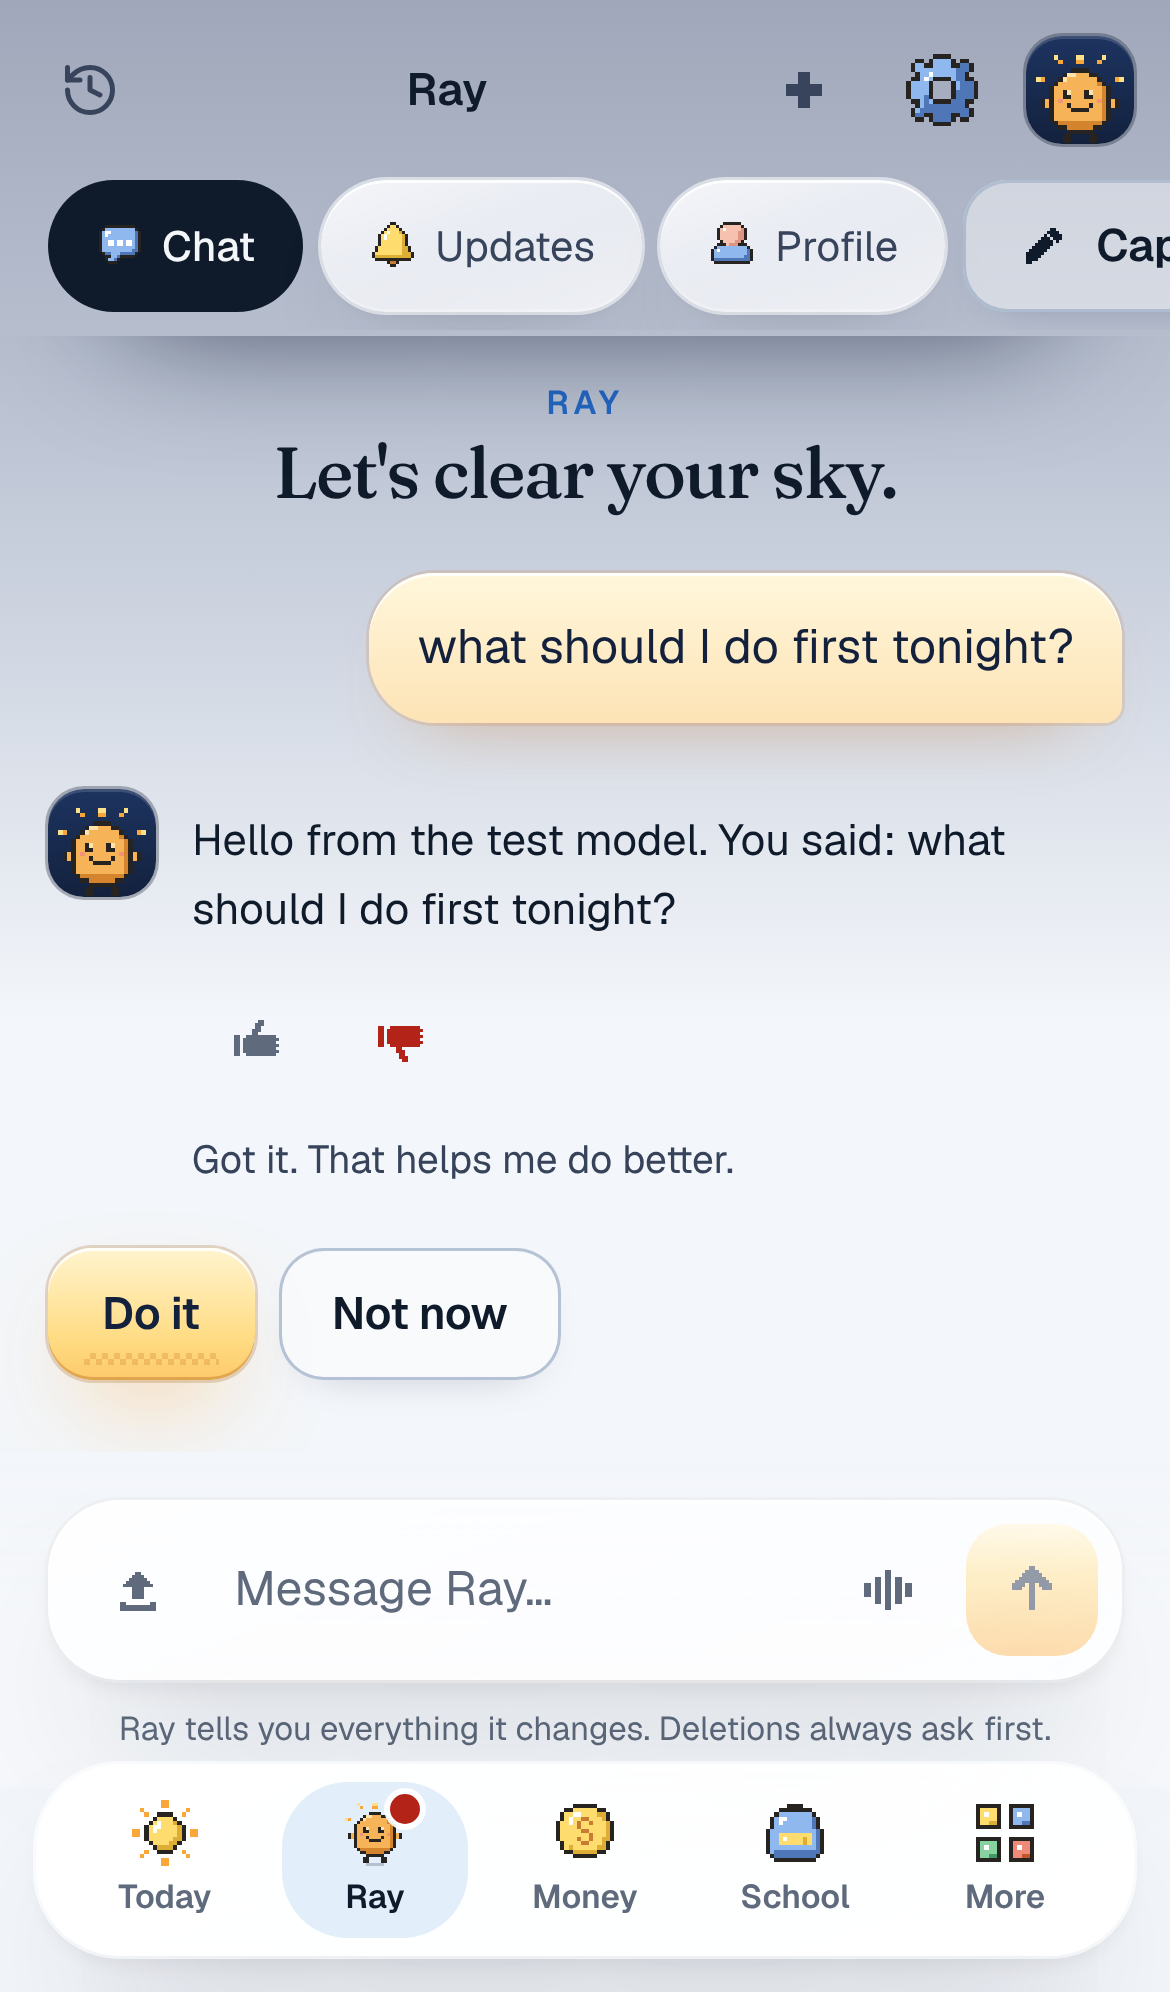 Ray
Chat
Updates
Profile
Cap
RAY
Let's clear your sky.
what should I do first tonight?
Hello from the test model. You said: what
should I do first tonight?
Got it. That helps me do better.
Do it
Not now
Message Ray...
Ray tells you everything it changes. Deletions always ask first.
Today
Ray
Money
School
More